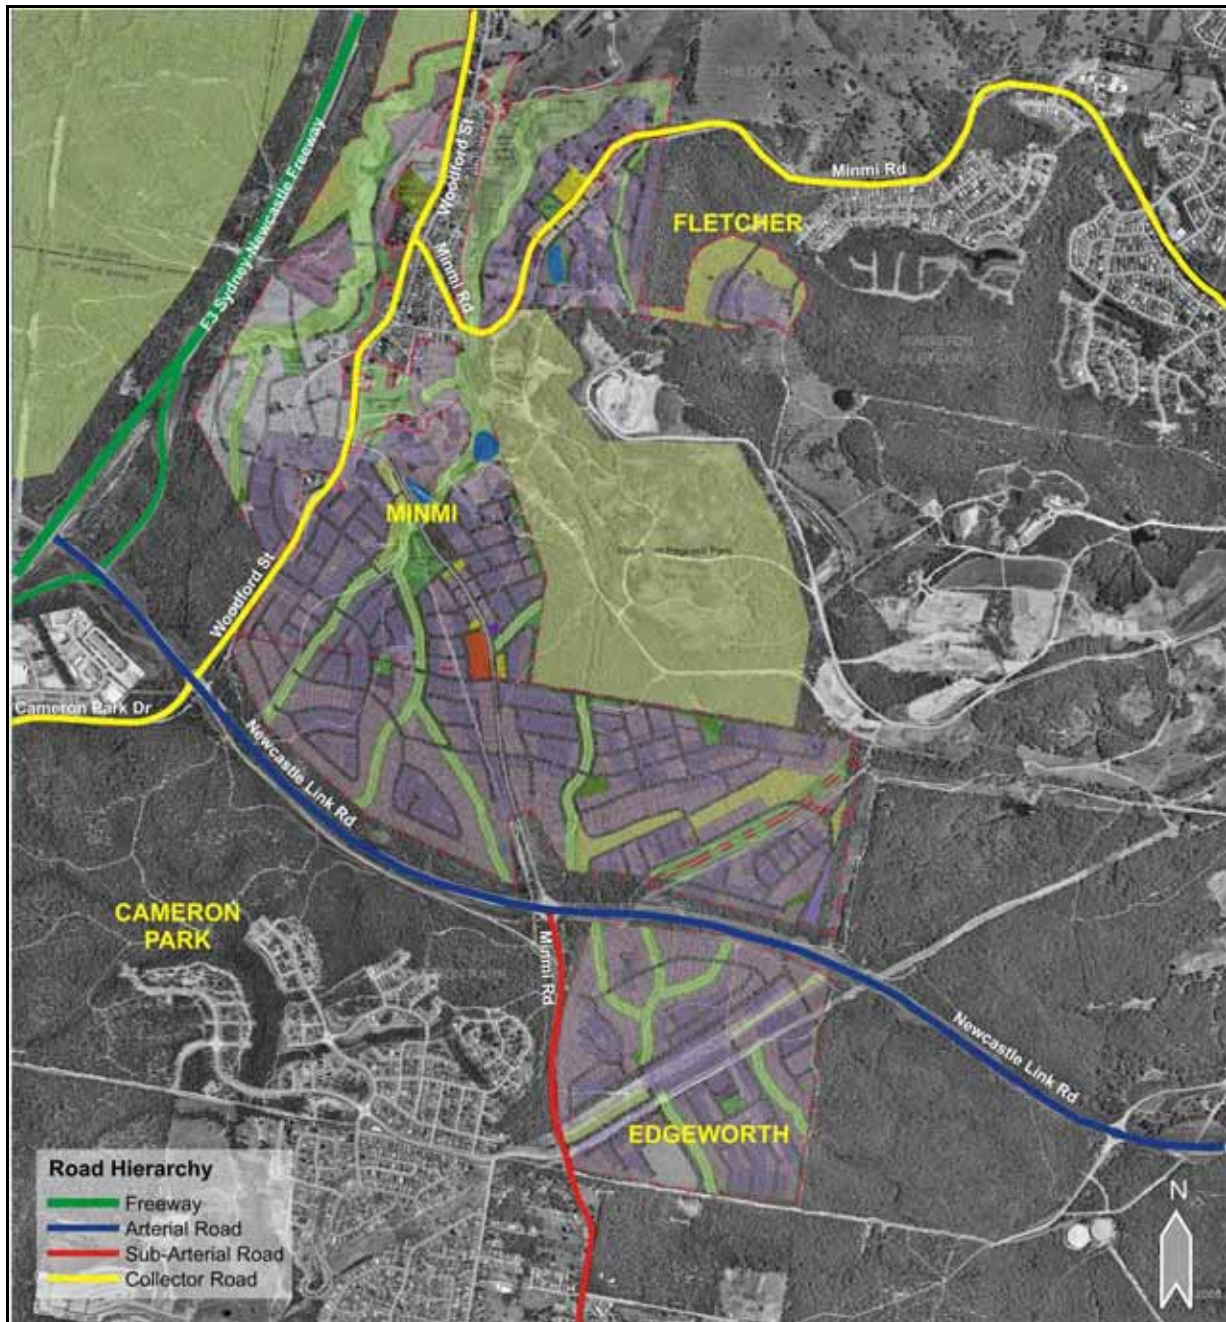 Woodford St
F3 Sydney-Newcastle Freeway
Minmi Rd
FLETCHER
Minmi Rd
MINMI
Woodford St
Cameron Park Dr
Newcastle Link Rd
CAMERON
PARK
Minmi Rd
Newcastle Link Rd
EDGEWORTH
Road Hierarchy
Freeway
Arterial Road
Sub-Arterial Road
Collector Road
N